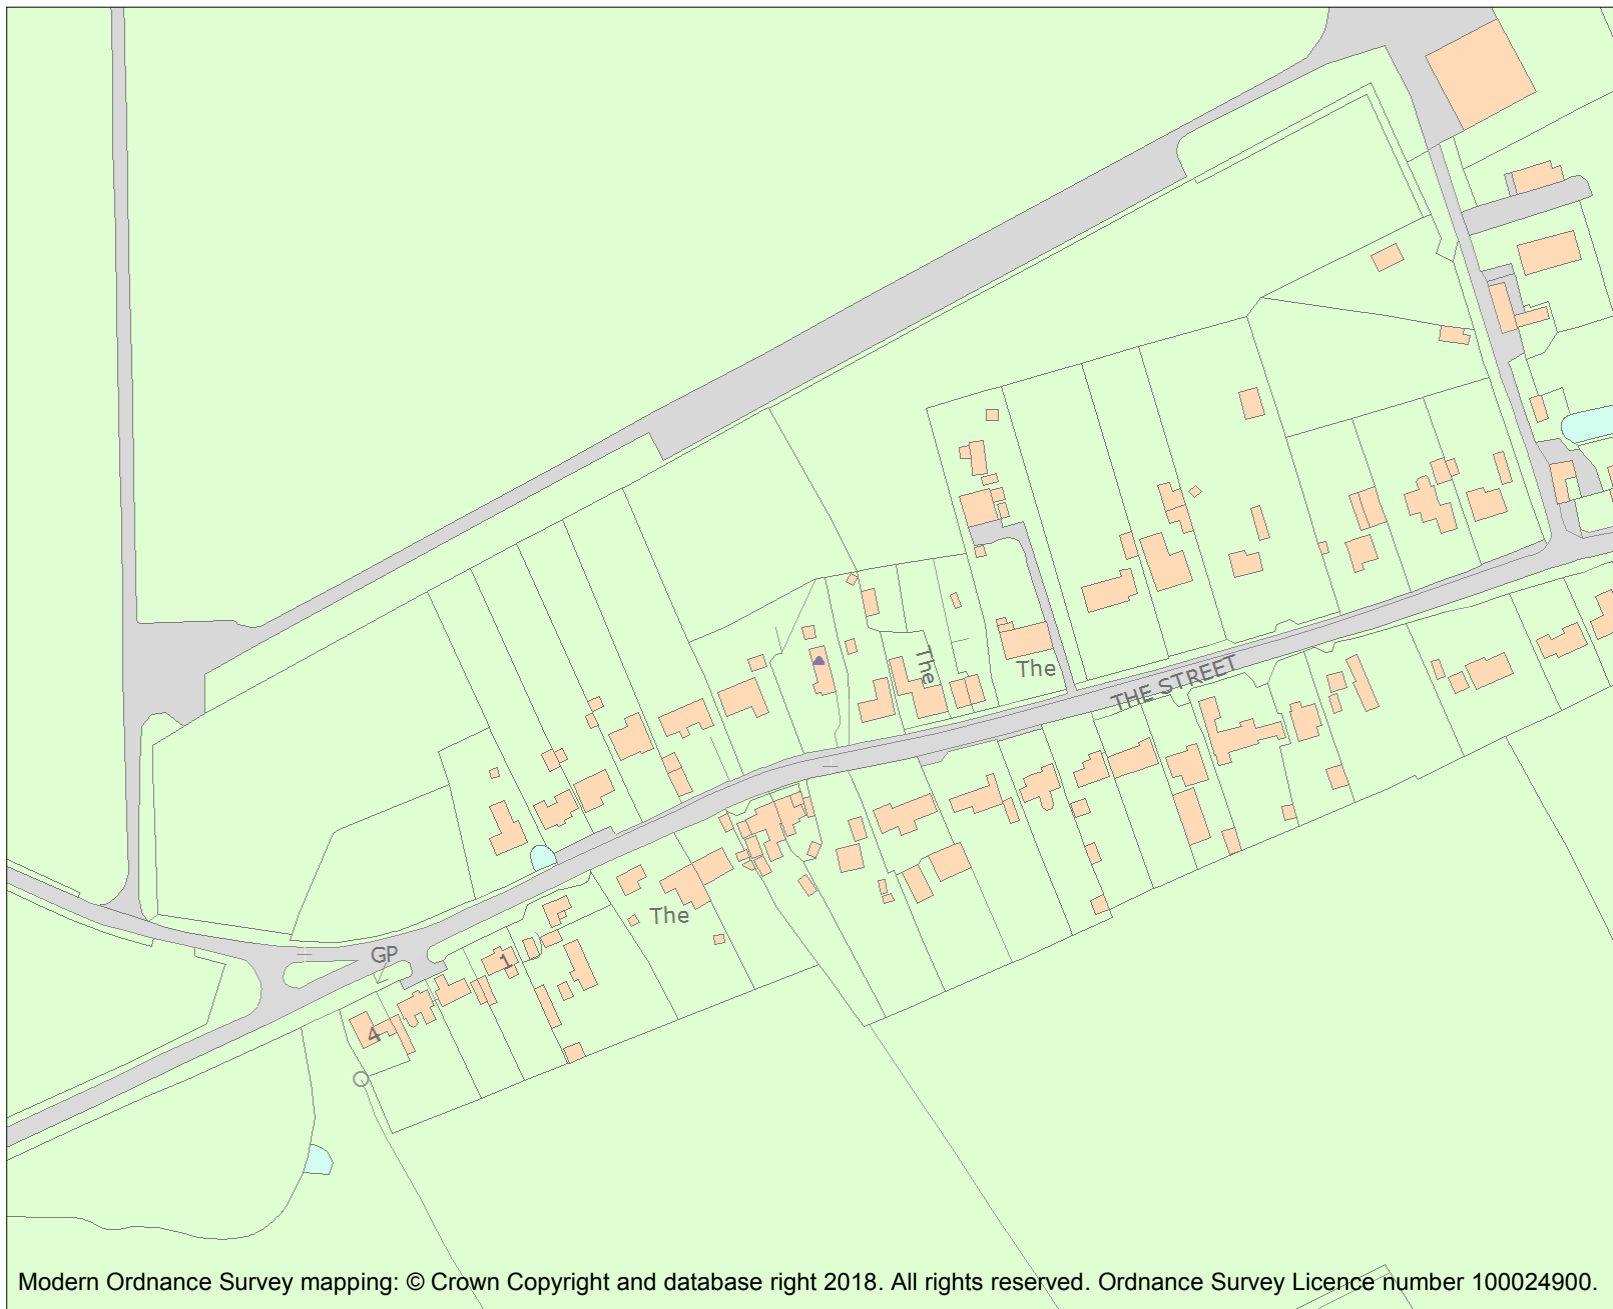 The
The
THE STREET
The
GP
1
4
Modern Ordnance Survey mapping: © Crown Copyright and database right 2018. All rights reserved. Ordnance Survey Licence number 100024900.